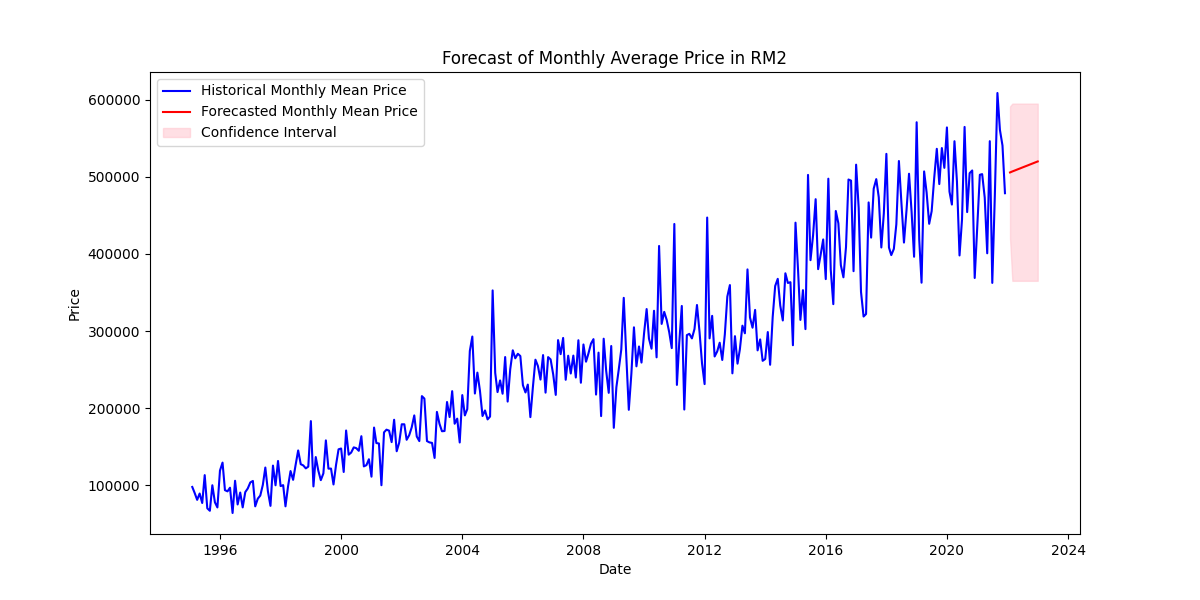 Forecast of Monthly Average Price in RM2
Historical Monthly Mean Price
Forecasted Monthly Mean Price
Confidence Interval
Price
600000
500000
400000
300000
200000
100000
1996 2000 2004 2008 2012 2016 2020 2024
Date